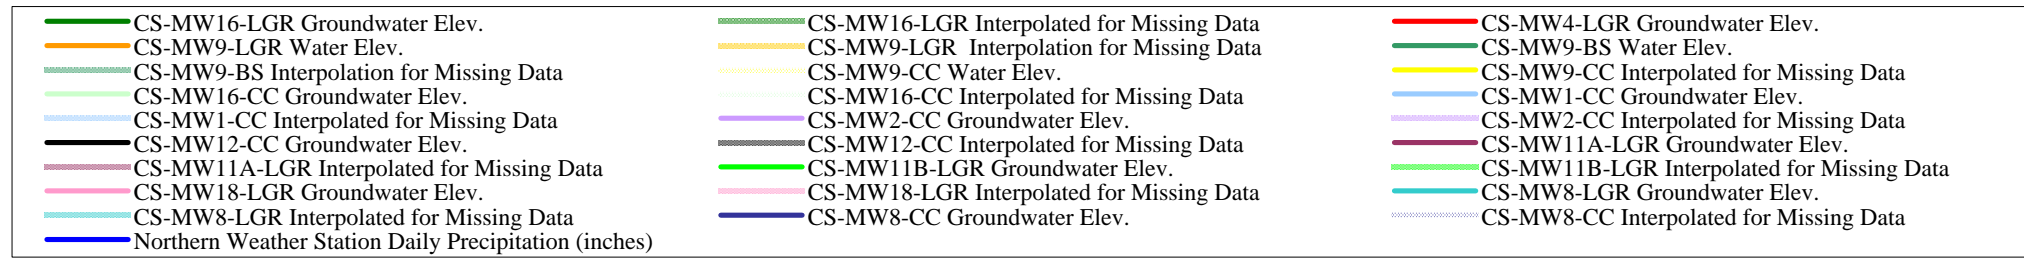 CS-MW16-LGR Groundwater Elev. CS-MW16-LGR Interpolated for Missing Data CS-MW4-LGR Groundwater Elev.
CS-MW9-LGR Water Elev. CS-MW9-LGR  Interpolation for Missing Data CS-MW9-BS Water Elev.
CS-MW9-BS Interpolation for Missing Data CS-MW9-CC Water Elev. CS-MW9-CC Interpolated for Missing Data
CS-MW16-CC Groundwater Elev. CS-MW16-CC Interpolated for Missing Data CS-MW1-CC Groundwater Elev.
CS-MW1-CC Interpolated for Missing Data CS-MW2-CC Groundwater Elev. CS-MW2-CC Interpolated for Missing Data
CS-MW12-CC Groundwater Elev. CS-MW12-CC Interpolated for Missing Data CS-MW11A-LGR Groundwater Elev.
CS-MW11A-LGR Interpolated for Missing Data CS-MW11B-LGR Groundwater Elev. CS-MW11B-LGR Interpolated for Missing Data
CS-MW18-LGR Groundwater Elev. CS-MW18-LGR Interpolated for Missing Data CS-MW8-LGR Groundwater Elev.
CS-MW8-LGR Interpolated for Missing Data CS-MW8-CC Groundwater Elev. CS-MW8-CC Interpolated for Missing Data
Northern Weather Station Daily Precipitation (inches)